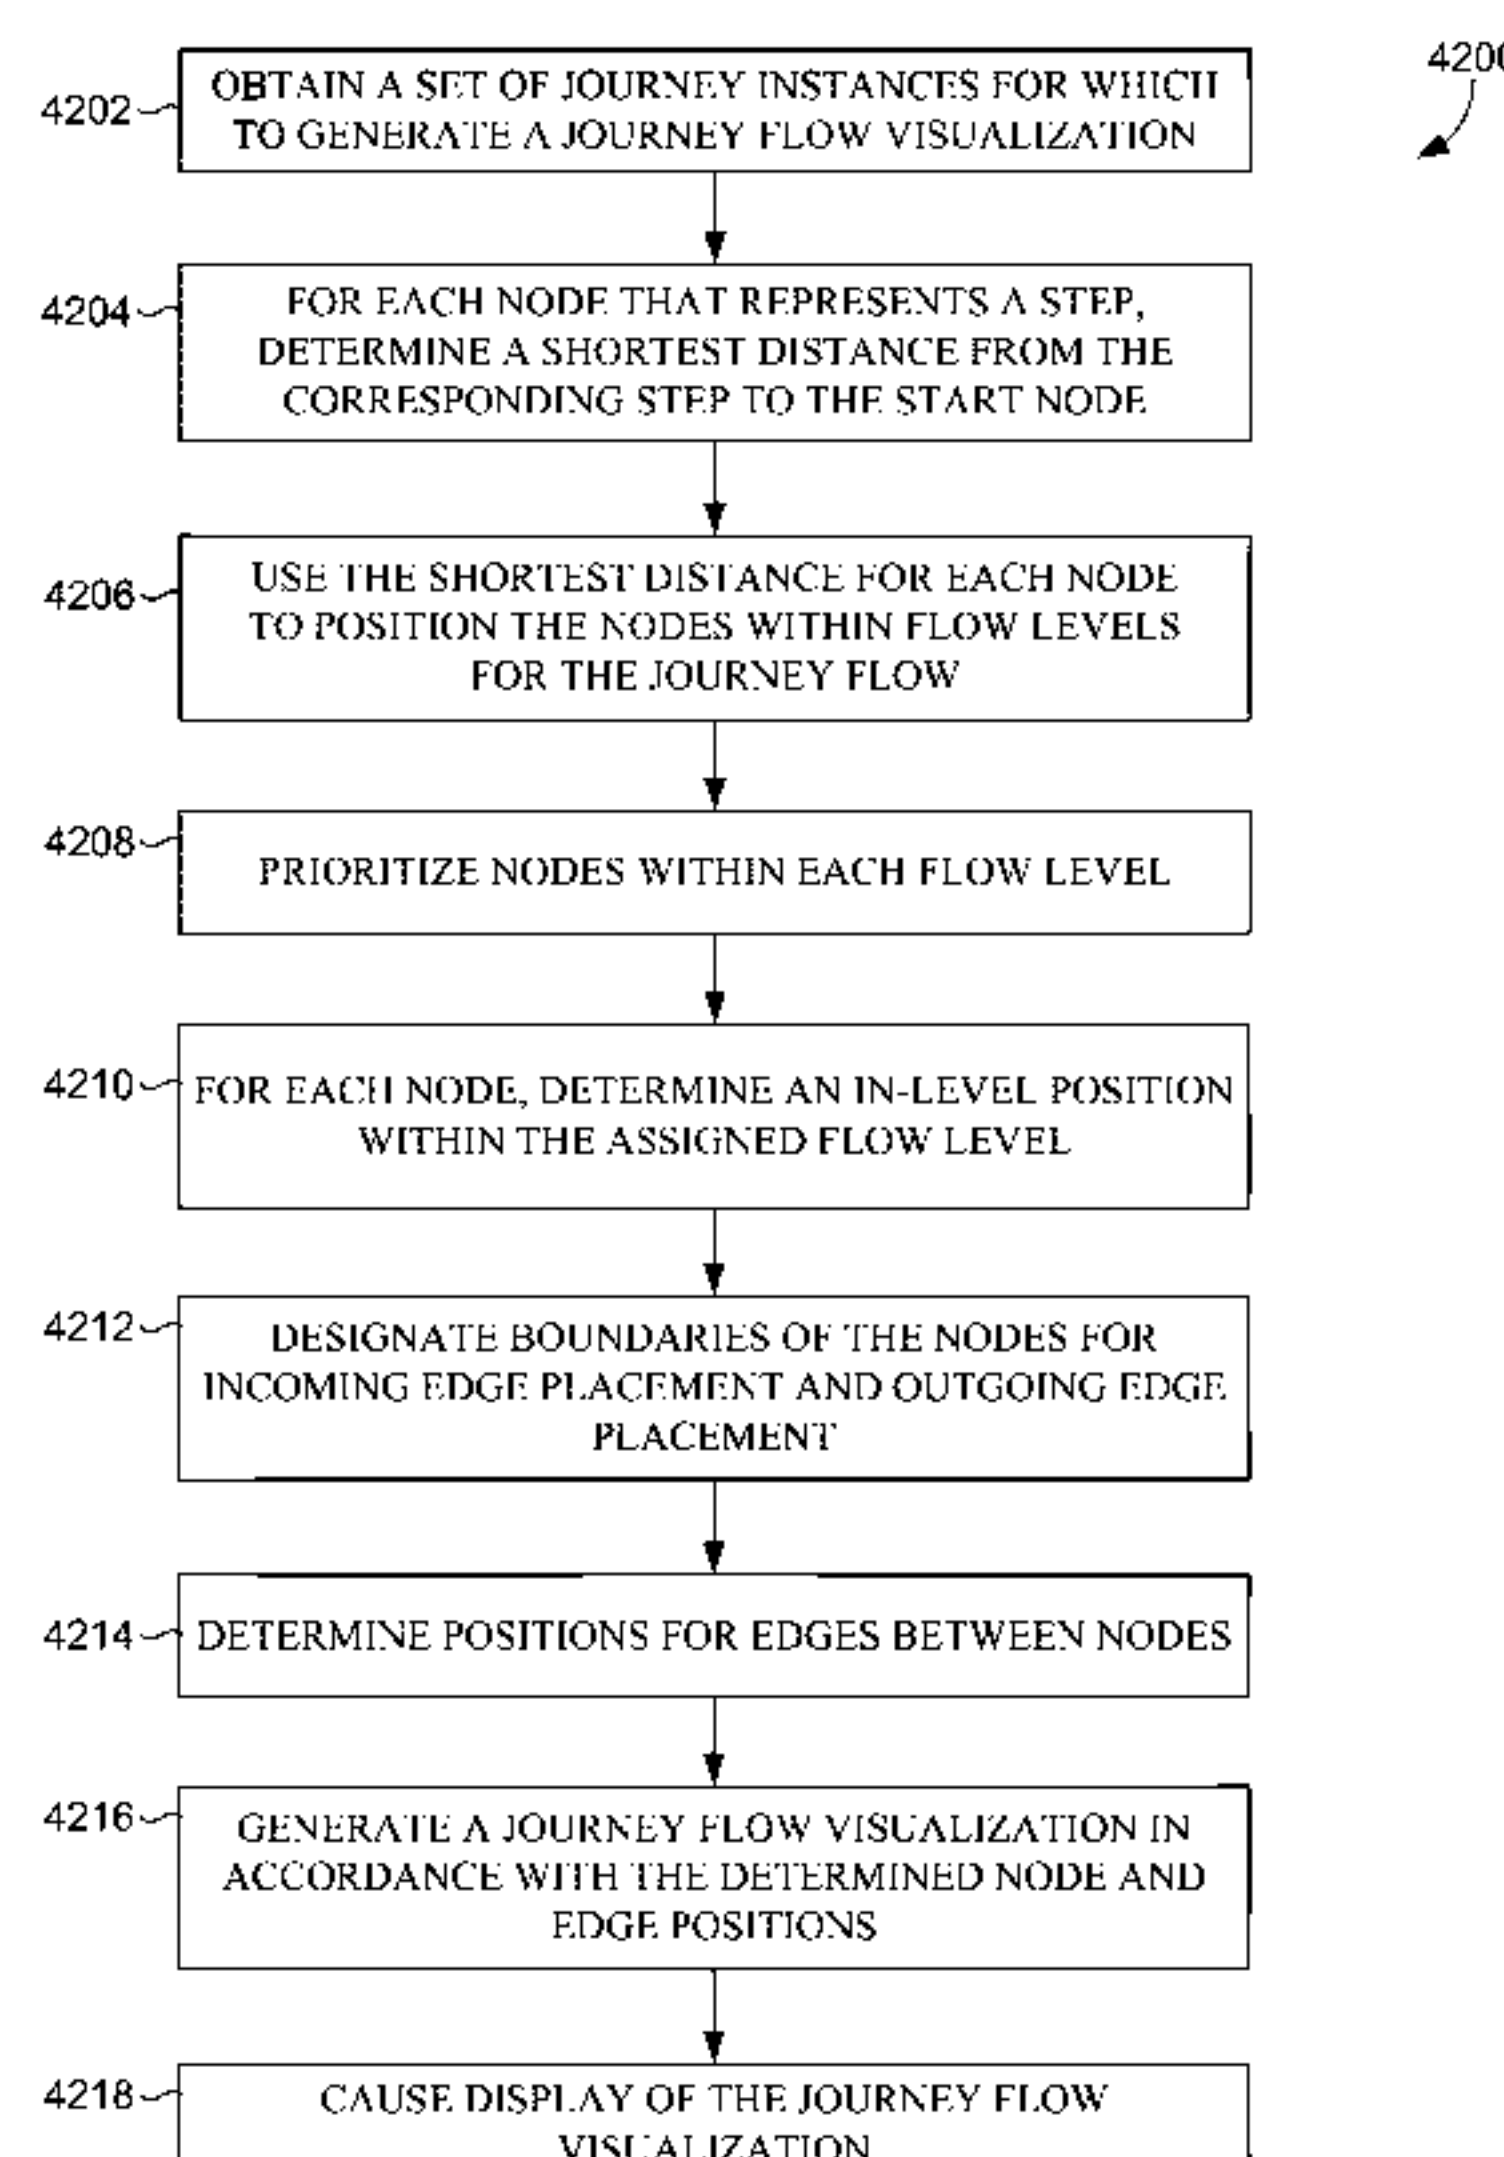 4200
4202
OBTAIN A SET OF JOURNEY INSTANCES FOR WHICH
TO GENERATE A JOURNEY FLOW VISUALIZATION
4204
FOR EACH NODE THAT REPRESENTS A STEP,
DETERMINE A SHORTEST DISTANCE FROM THE
CORRESPONDING STEP TO THE START NODE
4206
USE THE SHORTEST DISTANCE FOR EACH NODE
TO POSITION THE NODES WITHIN FLOW LEVELS
FOR THE JOURNEY FLOW
4208
PRIORITIZE NODES WITHIN EACH FLOW LEVEL
4210
FOR EACH NODE, DETERMINE AN IN-LEVEL POSITION
WITHIN THE ASSIGNED FLOW LEVEL
4212
DESIGNATE BOUNDARIES OF THE NODES FOR
INCOMING EDGE PLACEMENT AND OUTGOING EDGE
PLACEMENT
4214
DETERMINE POSITIONS FOR EDGES BETWEEN NODES
4216
GENERATE A JOURNEY FLOW VISUALIZATION IN
ACCORDANCE WITH THE DETERMINED NODE AND
EDGE POSITIONS
4218
CAUSE DISPLAY OF THE JOURNEY FLOW
VISUALIZATION